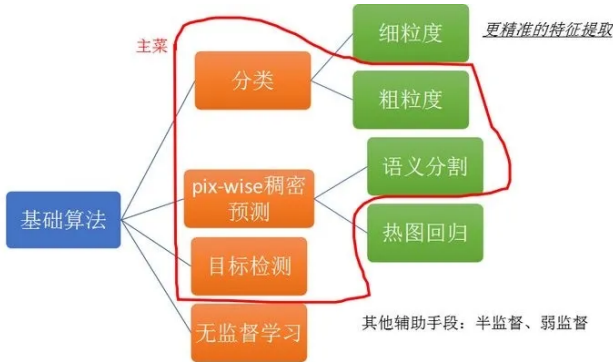 细粒度
更精准的特征提取
主菜
分类
粗粒度
语义分割
pix-wise稠密
预测
基础算法
热图回归
目标检测
无监督学习
其他辅助手段：半监督、弱监督